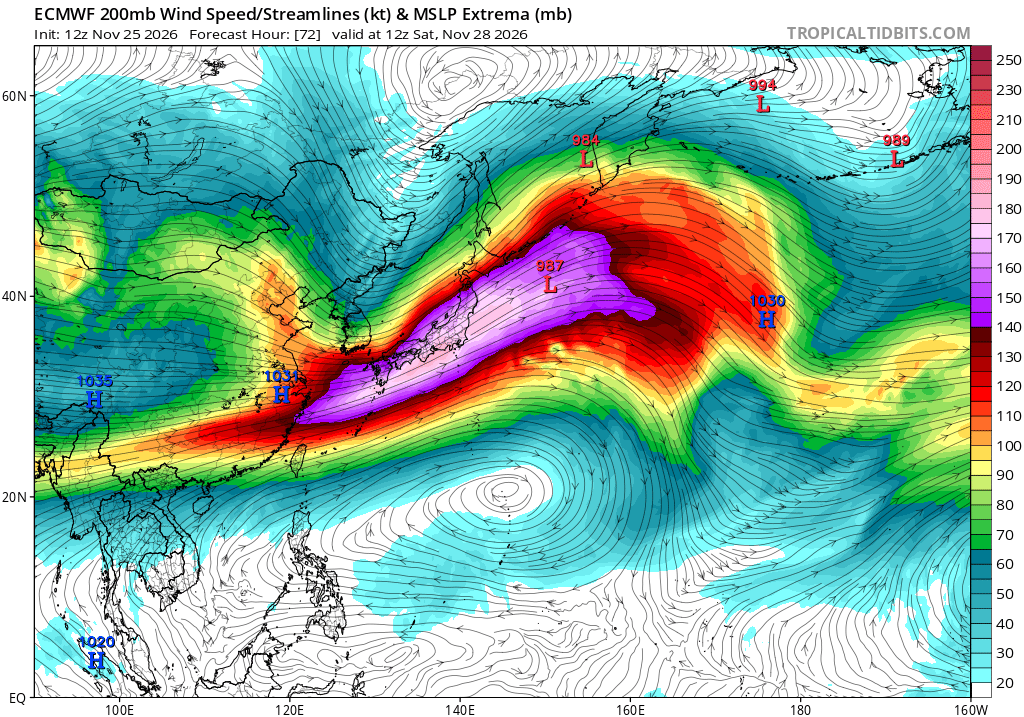 ECMWF 200mb Wind Speed/Streamlines (kt) & MSLP Extrema (mb)
Init: 12z Nov 25 2026 Forecast Hour: [72] valid at 12z Sat, Nov 28 2026
TROPICALTIDBITS.COM
60N
40N
20N
EQ
994
L
984
L
989
L
987
L
1030
H
1035
H
1031
H
1020
H
250
230
220
210
200
190
180
170
160
150
140
130
120
110
100
90
80
70
60
50
40
30
20
100E
120E
140E
160E
180
160W